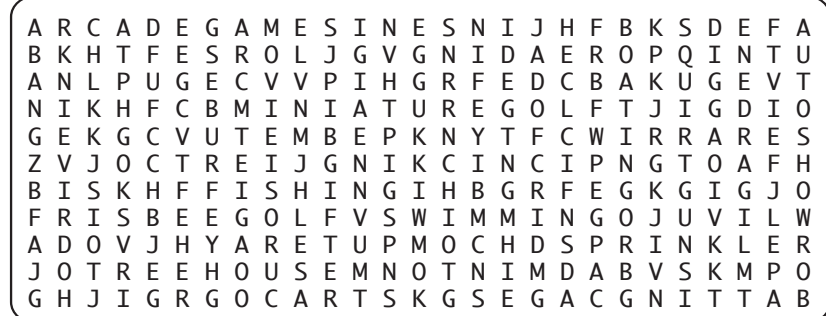 A R C A D E G A M E S I N E S N I J H F B K S D E F A
B K H T F E S R O L J G V G N I D A E R O P Q I N T U
A N L P U G E C V V P I H G R F E D C B A K U G E V T
N I K H F C B M I N I A T U R E G O L F T J I G D I O
G E K G C V U T E M B E P K N Y T F C W I R R A R E S
Z V J O C T R E I J G N I K C I N C I P N G T O A F H
B I S K H F F I S H I N G I H B G R F E G K G I G J O
F R I S B E E G O L F V S W I M M I N G O J U V I L W
A D O V J H Y A R E T U P M O C H D S P R I N K L E R
J O T R E E H O U S E M N O T N I M D A B V S K M P O
G H J I G R G O C A R T S K G S E G A C G N I T T A B